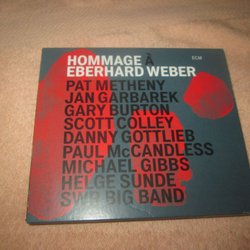 HOMMAGE À
EBERHARD WEBER
ECM
PAT METHENY
JAN GARBAREK
GARY BURTON
SCOTT COLLEY
DANNY GOTTLIEB
PAUL McCANDLESS
MICHAEL GIBBS
HELGE SUNDE
SWR BIG BAND